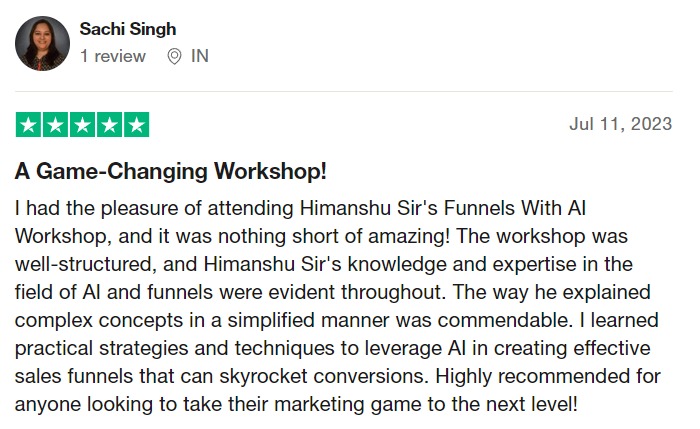 Sachi Singh
1 review IN
Jul 11, 2023
A Game-Changing Workshop!
I had the pleasure of attending Himanshu Sir's Funnels With AI
Workshop, and it was nothing short of amazing! The workshop was
well-structured, and Himanshu Sir's knowledge and expertise in the
field of AI and funnels were evident throughout. The way he explained
complex concepts in a simplified manner was commendable. I learned
practical strategies and techniques to leverage AI in creating effective
sales funnels that can skyrocket conversions. Highly recommended for
anyone looking to take their marketing game to the next level!